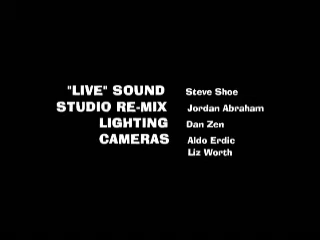 "LIVE" SOUND Steve Shoe
STUDIO RE-MIX Jordan Abraham
LIGHTING Dan Zen
CAMERAS Aldo Erdic
Liz Worth